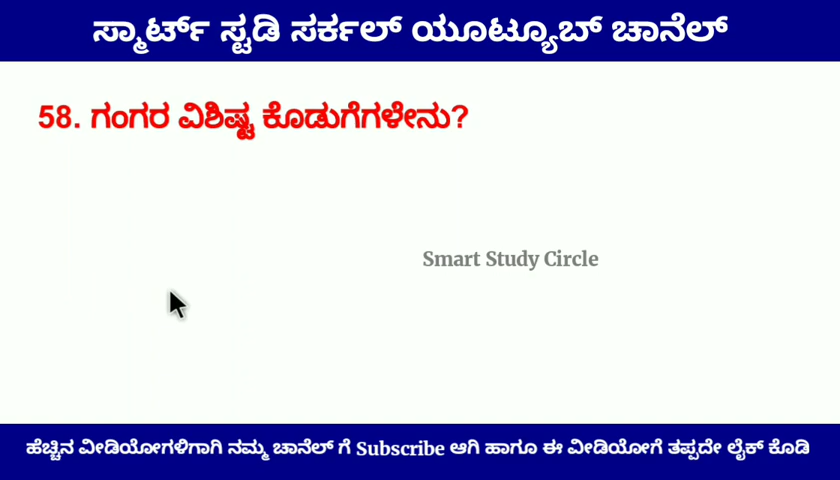 ಸ್ಮಾರ್ಟ್ ಸ್ಟಡಿ ಸರ್ಕಲ್ ಯೂಟ್ಯೂಬ್ ಚಾನೆಲ್
58. ಗಂಗರ ವಿಶಿಷ್ಟ ಕೊಡುಗೆಗಳೇನು?
Smart Study Circle
ಹೆಚ್ಚಿನ ವೀಡಿಯೋಗಳಿಗಾಗಿ ನಮ್ಮ ಚಾನೆಲ್ ಗೆ Subscribe ಆಗಿ ಹಾಗೂ ಈ ವೀಡಿಯೋಗೆ ತಪ್ಪದೇ ಲೈಕ್ ಕೊಡಿ